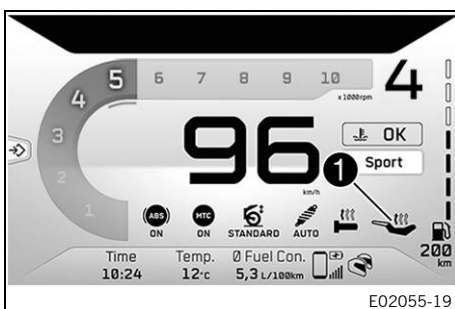 5 6 7 8 9 10
4
x1000rpm
4
3
2
1
96
km/h
OK
Sport
1
ABS MTC
ON ON STANDARD AUTO
Time Temp. Ø Fuel Con.
10:24 12°C 5,3 L/100km
200
km
E02055-19